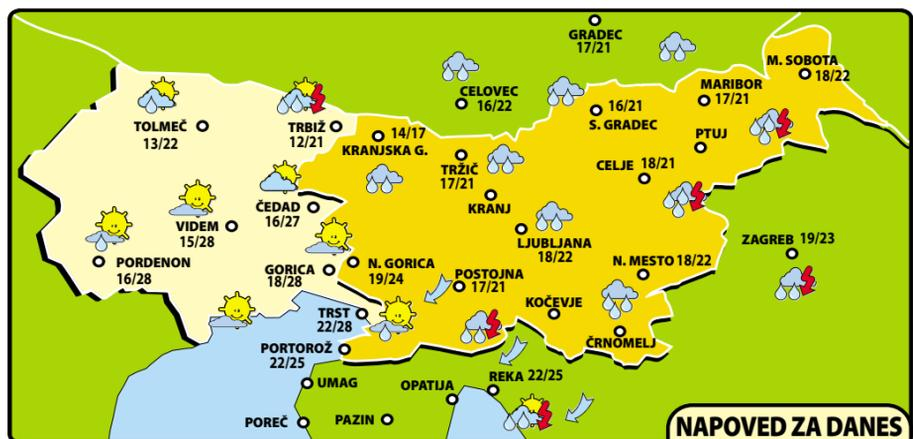 GRADEC
17/21
M. SOBOTA
18/22
CELOVEC
16/22
MARIBOR
17/21
16/21
S. GRADEC
TOLMEČ
13/22
TRBIŽ
12/21
14/17
KRANJSKA G.
PTUJ
TRŽIČ
17/21
CELJE 18/21
KRANJ
ČEDAD
16/27
VIDEM
15/28
LJUBLJANA
18/22
ZAGREB 19/23
PORDENON
16/28
GORICA
18/28
N. GORICA
19/24
POSTOJNA
17/21
N. MESTO 18/22
KOČEVJE
TRST
22/28
ČRNOMELJ
PORTOROŽ
22/25
UMAG
OPATIJA
REKA 22/25
POREČ
PAZIN
NAPOVED ZA DANES